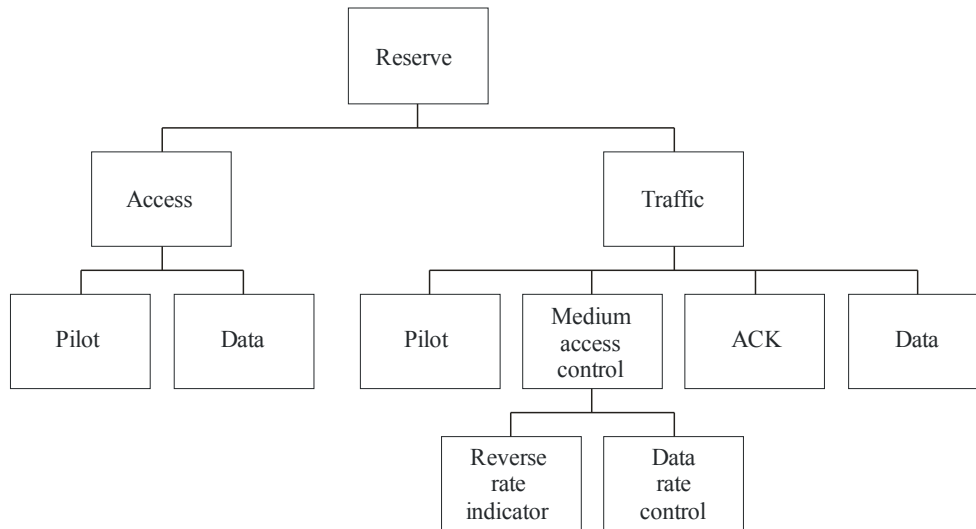 Reserve
Access
Traffic
Pilot
Data
Pilot
Medium
access
control
ACK
Data
Reverse
rate
indicator
Data
rate
control